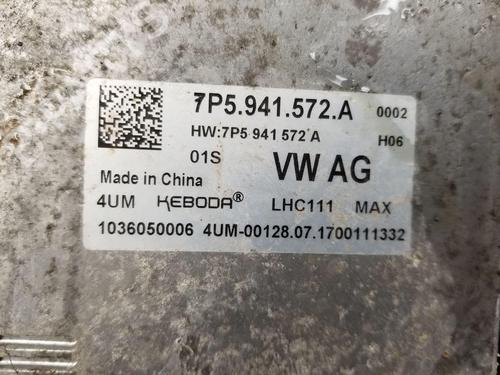 7P5.941.572.A 0002
HW:7P5 941 572 A H06
01S VW AG
Made in China
4UM KEBODA® LHC111 MAX
1036050006 4UM-00128.07.1700111332